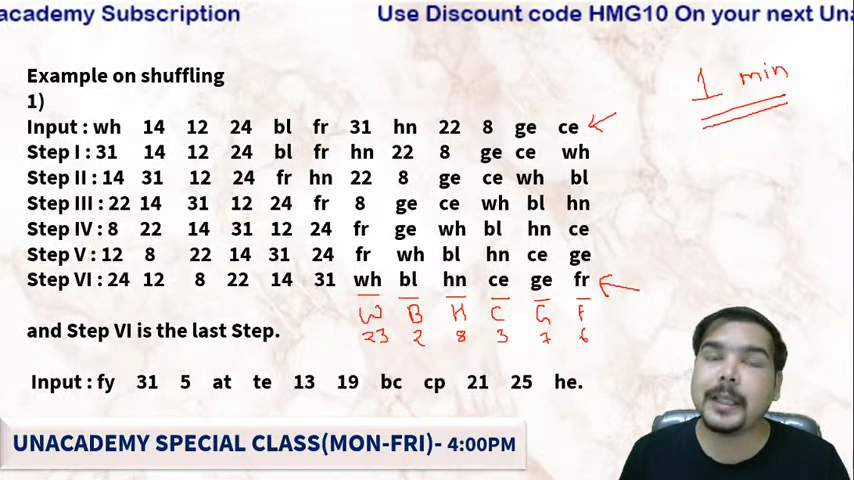 academy Subscription Use Discount code HMG10 On your next Una
Example on shuffling
1 min
1)
Input : wh 14 12 24 bl fr 31 hn 22 8 ge ce
Step I : 31 14 12 24 bl fr hn 22 8 ge ce wh
Step II : 14 31 12 24 fr hn 22 8 ge ce wh bl
Step III : 22 14 31 12 24 fr 8 ge ce wh bl hn
Step IV : 8 22 14 31 12 24 fr ge wh bl hn ce
Step V : 12 8 22 14 31 24 fr wh bl hn ce ge
Step VI : 24 12 8 22 14 31 wh bl hn ce ge fr
W B H C G F
23 2 8 3 7 6
and Step VI is the last Step.
Input : fy 31 5 at te 13 19 bc cp 21 25 he.
UNACADEMY SPECIAL CLASS(MON-FRI)- 4:00PM